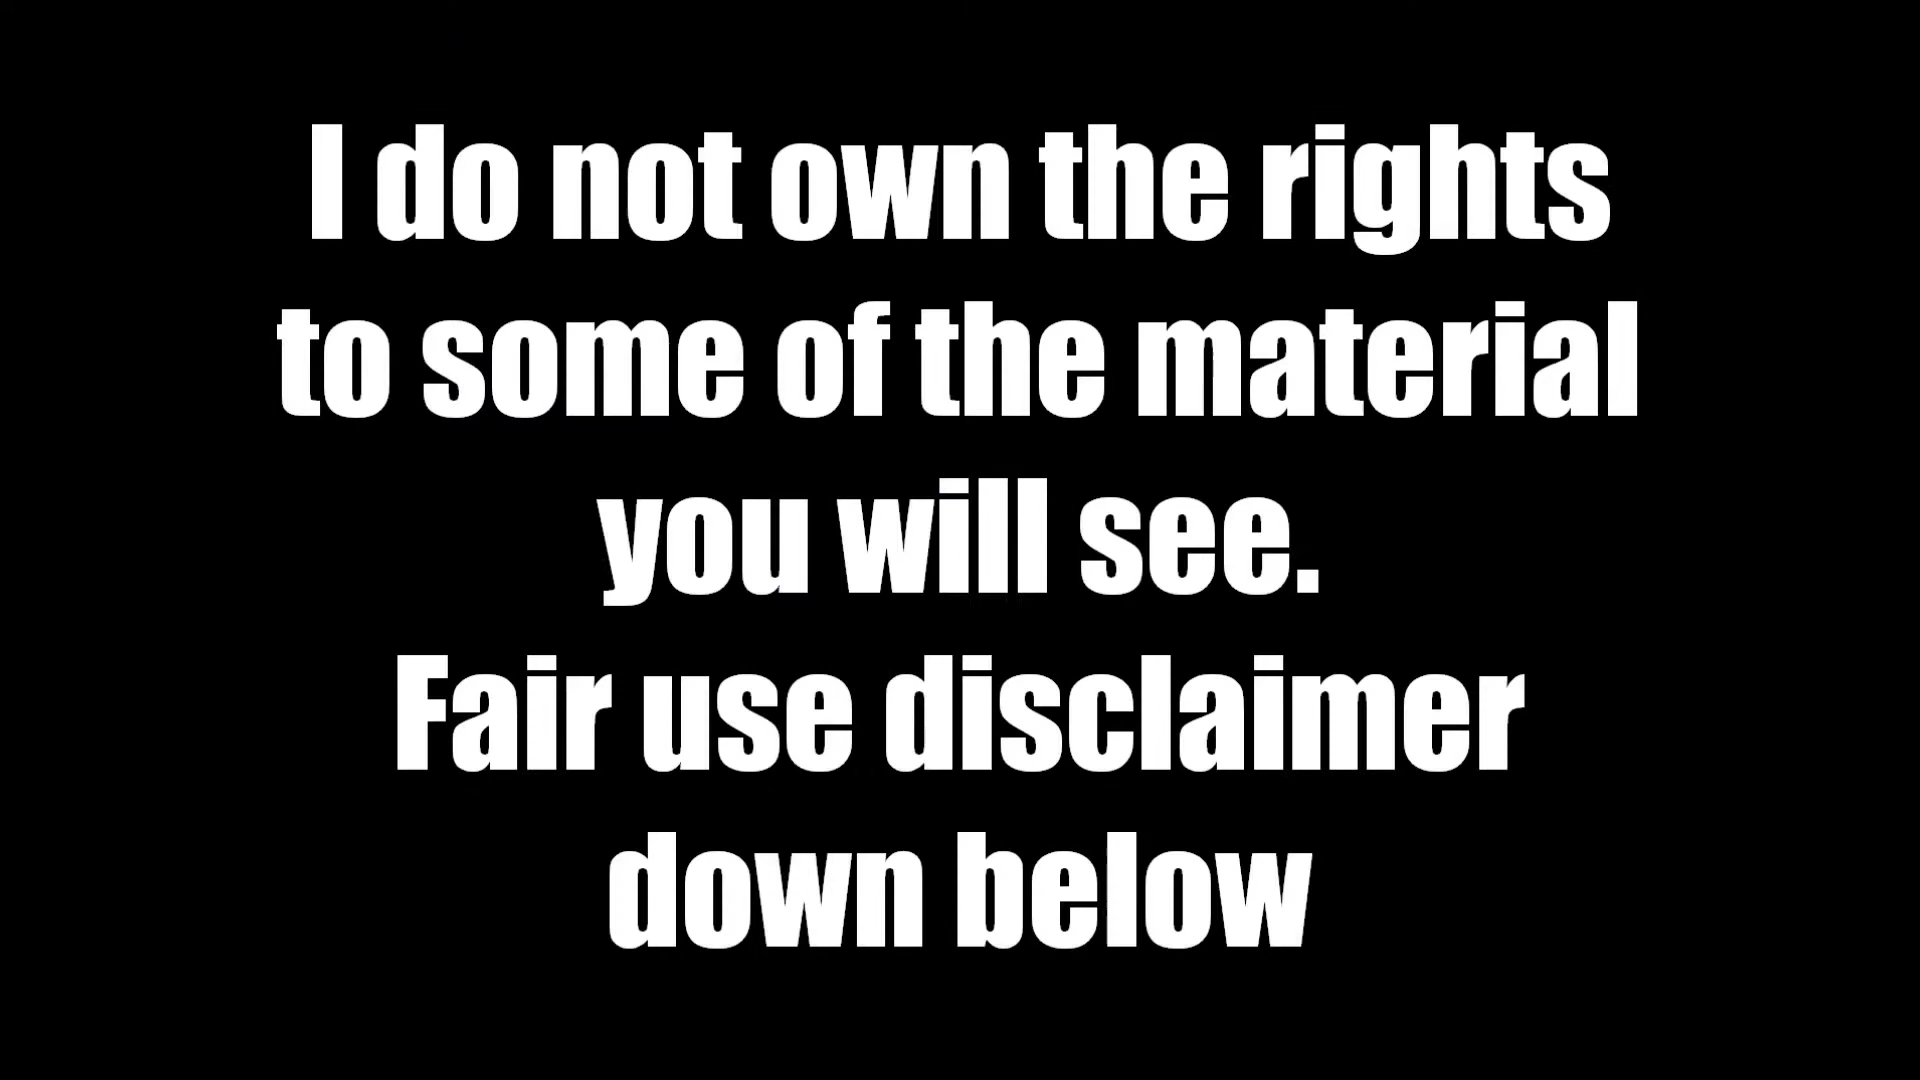 I do not own the rights
to some of the material
you will see.
Fair use disclaimer
down below